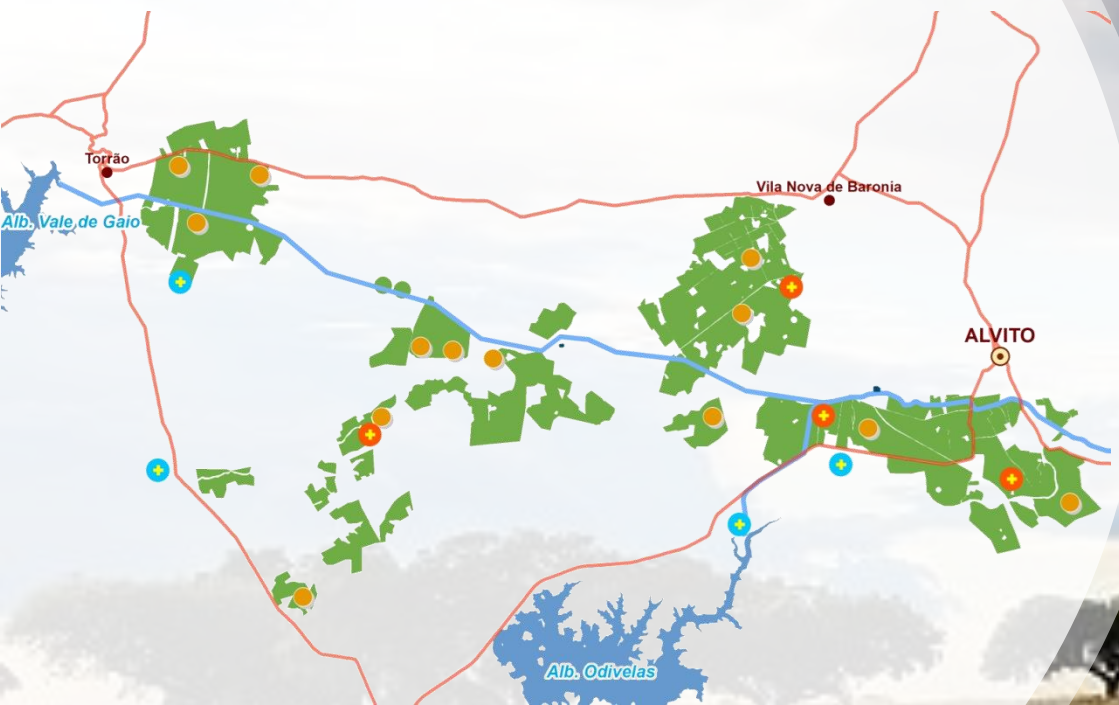 Torrão
Vila Nova de Baronia
Alb. Vale de Gaio
ALVITO
Alb. Odivelas